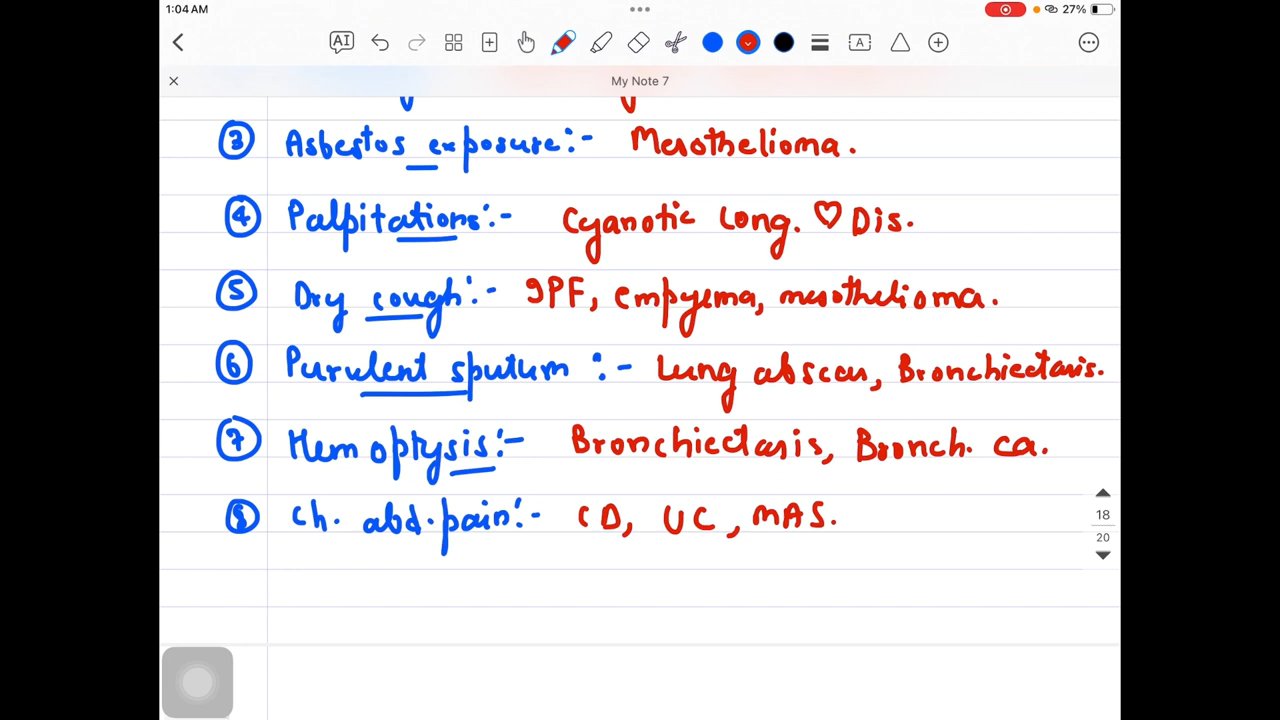 1:04 AM
27%
AI
A
My Note 7
③ Asbestos exposure:- Mesothelioma.
④ Palpitations:- Cyanotic Cong. ♡ Dis.
⑤ Dry cough:- IPF, empyema, mesothelioma.
⑥ Purulent sputum :- Lung abscess, Bronchiectasis.
⑦ Hemoptysis:- Bronchiectasis, Bronch. ca.
⑧ Ch. abd. pain:- CD, UC, MAS.
18
20